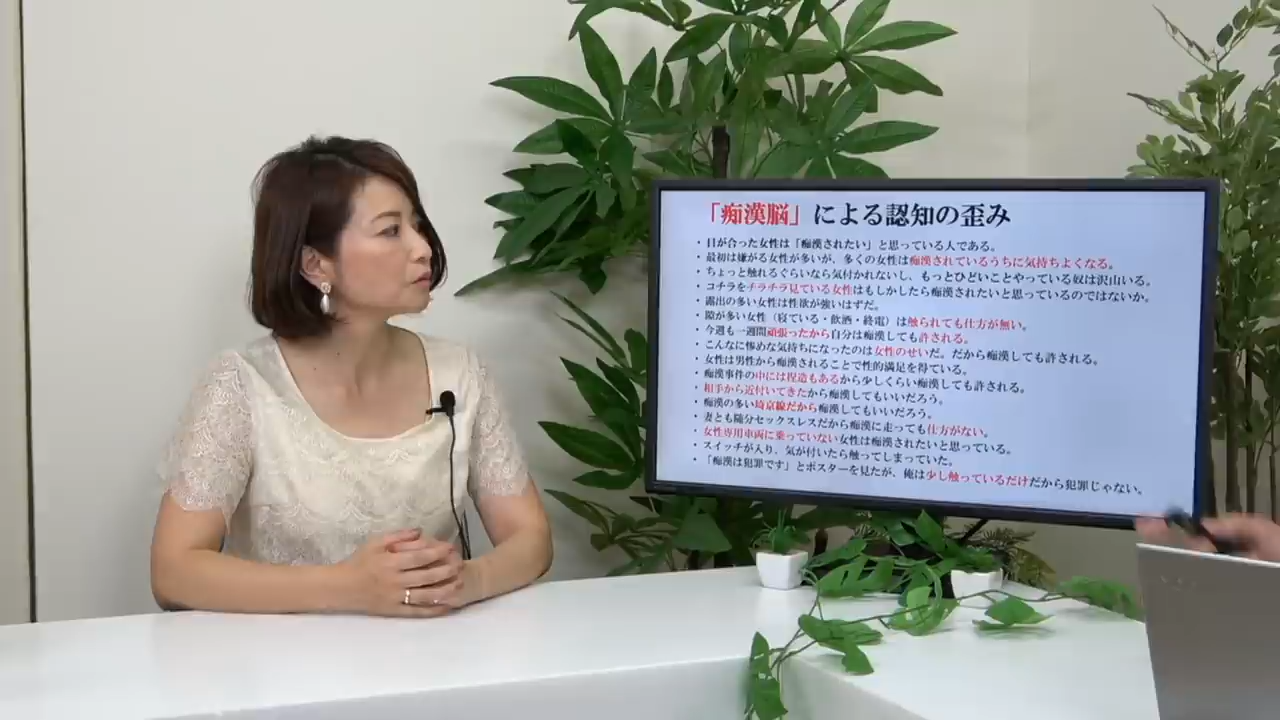 「痴漢脳」による認知の歪み
・目が合った女性は「痴漢されたい」と思っている人である。
・最初は嫌がる女性が多いが、多くの女性は痴漢されているうちに気持ちよくなる。
・ちょっと触れるぐらいなら気付かれないし、もっとひどいことやっている奴は沢山いる。
・コチラをチラチラ見ている女性はもしかしたら痴漢されたいと思っているのではないか。
・露出の多い女性は性欲が強いはずだ。
・隙が多い女性（寝ている・飲酒・終電）は触られても仕方が無い。
・今週も一週間頑張ったから自分は痴漢しても許される。
・こんなに惨めな気持ちになったのは女性のせいだ。だから痴漢しても許される。
・女性は男性から痴漢されることで性的満足を得ている。
・痴漢事件の中には捏造もあるから少しくらい痴漢しても許される。
・相手から近付いてきたから痴漢してもいいだろう。
・痴漢の多い埼京線だから痴漢してもいいだろう。
・妻とも随分セックスレスだから痴漢に走っても仕方がない。
・女性専用車両に乗っていない女性は痴漢されたいと思っている。
・スイッチが入り、気が付いたら触ってしまっていた。
・「痴漢は犯罪です」とポスターを見たが、俺は少し触っているだけだから犯罪じゃない。